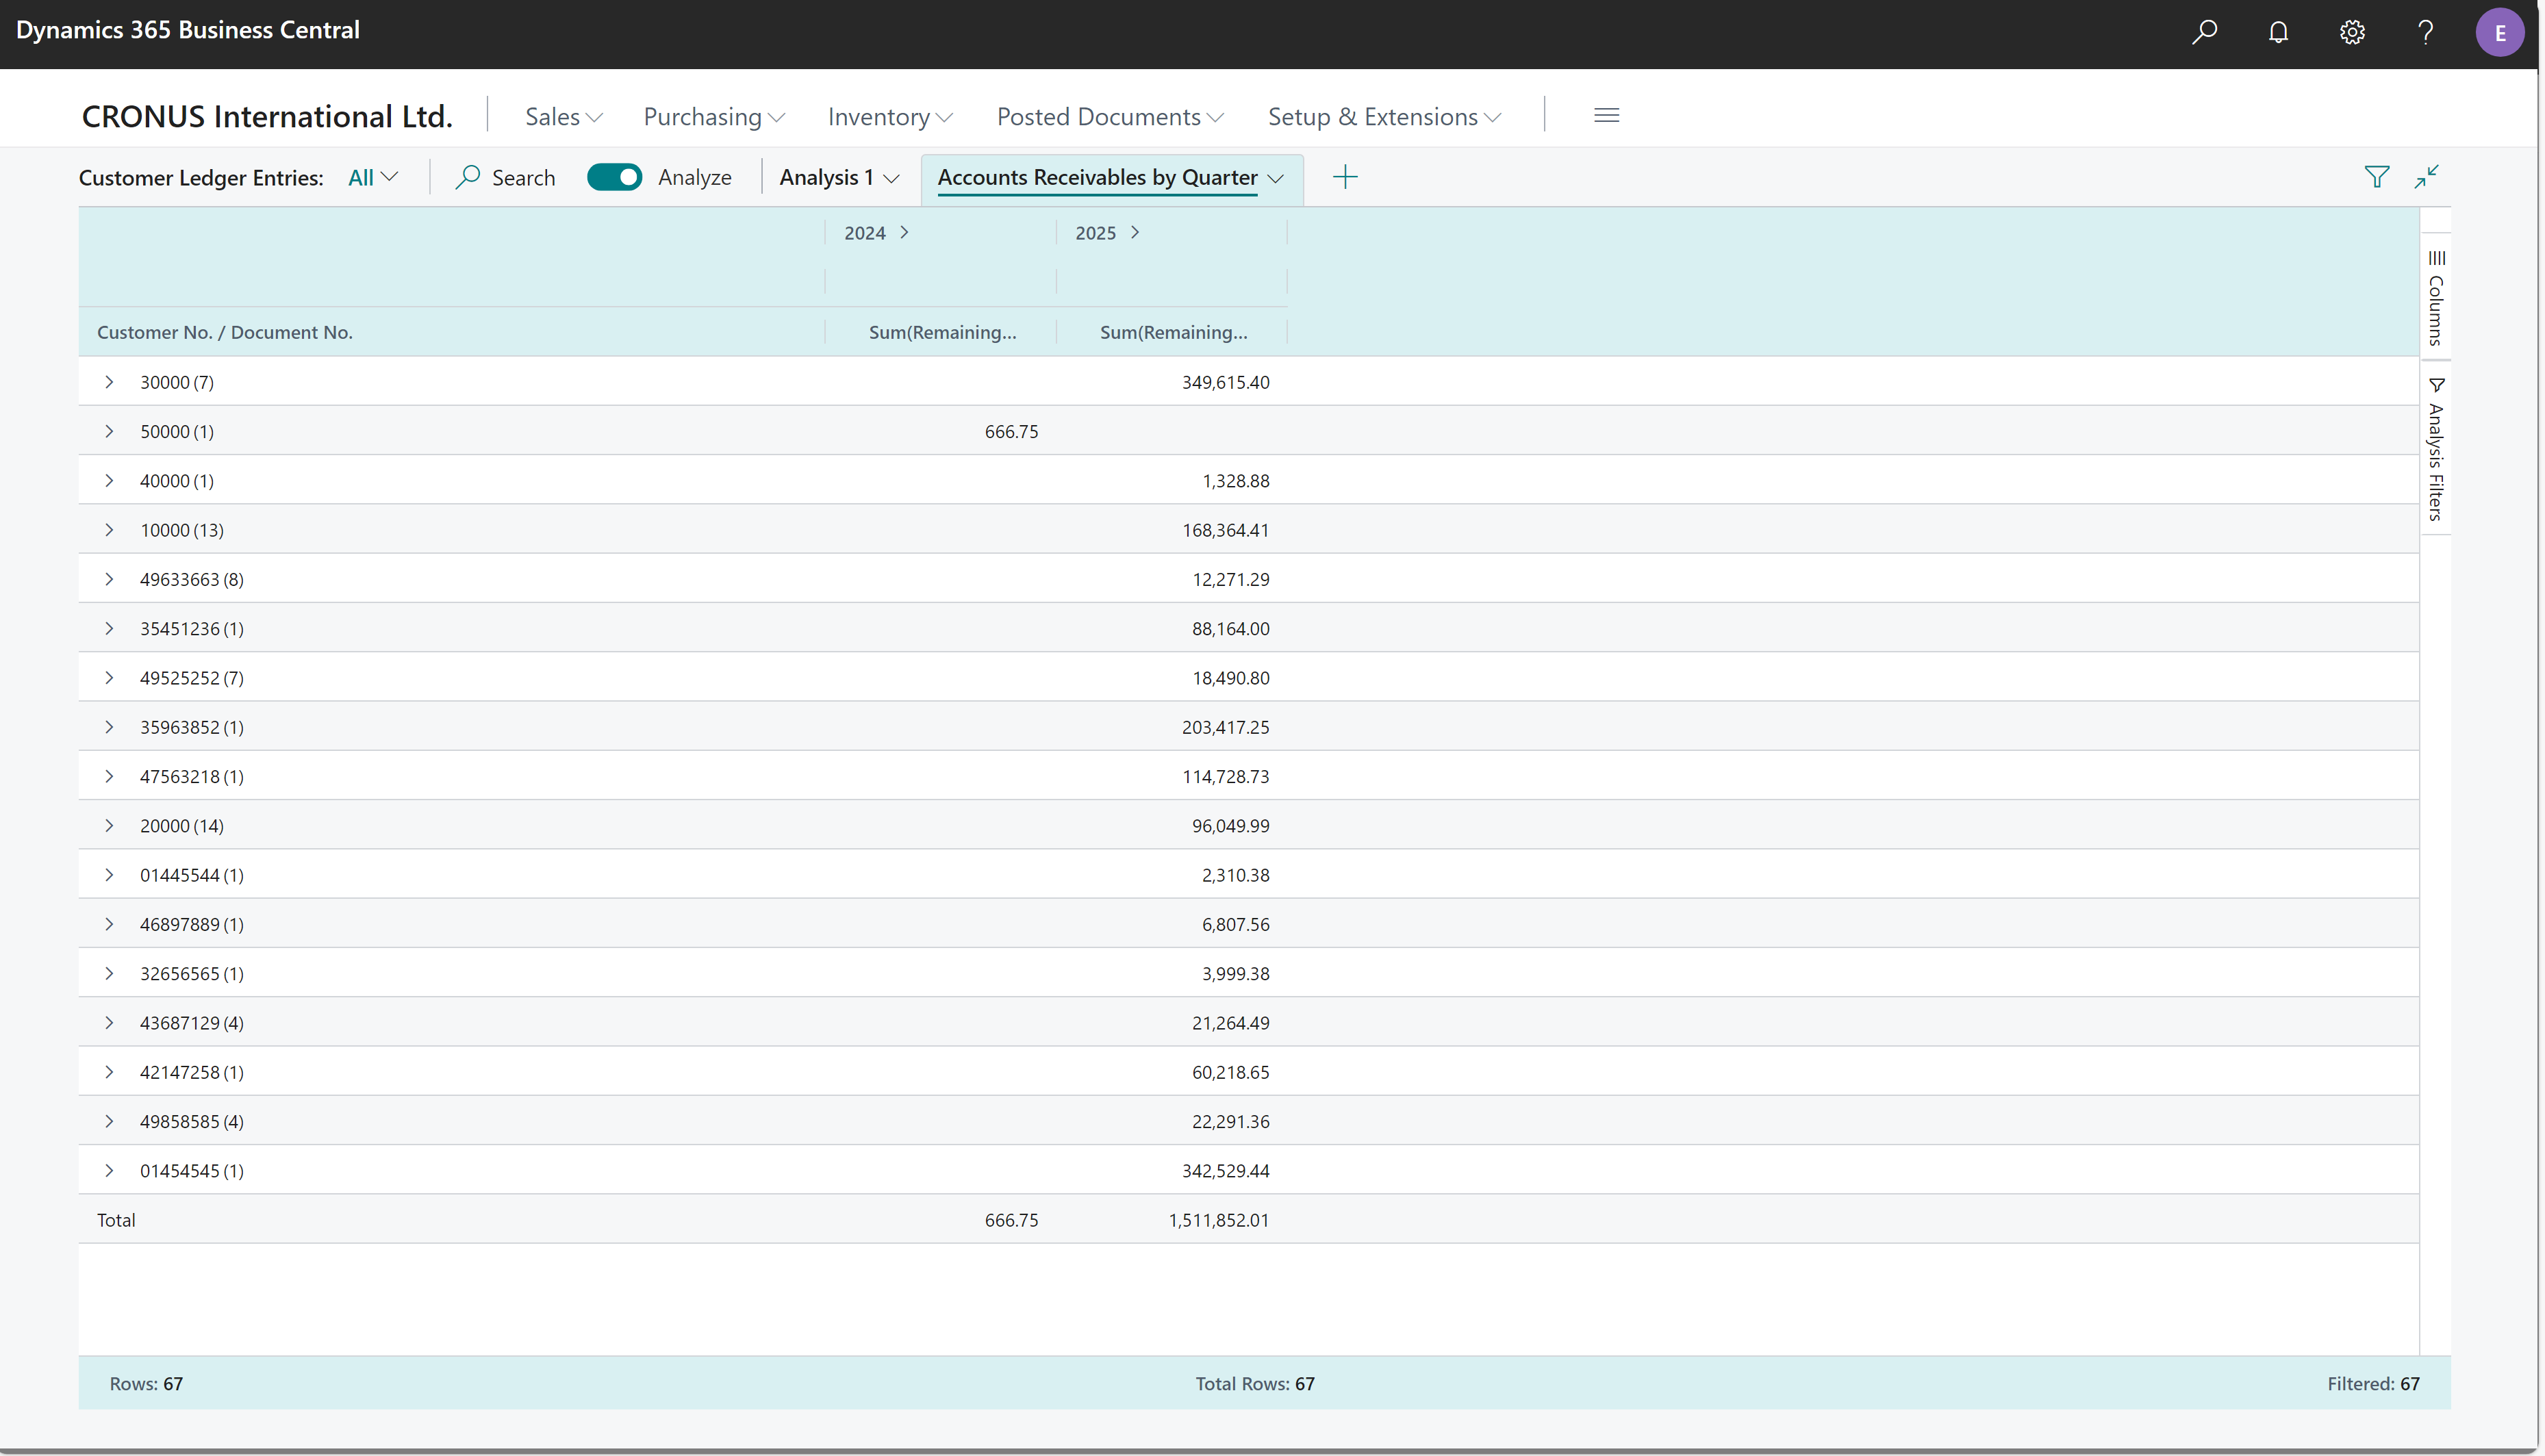 Dynamics 365 Business Central
E
CRONUS International Ltd. Sales Purchasing Inventory Posted Documents Setup & Extensions
Customer Ledger Entries: All Search Analyze Analysis 1 Accounts Receivables by Quarter
2024 2025
Customer No. / Document No. Sum(Remaining... Sum(Remaining...
30000 (7) 349,615.40
50000 (1) 666.75
40000 (1) 1,328.88
10000 (13) 168,364.41
49633663 (8) 12,271.29
35451236 (1) 88,164.00
49525252 (7) 18,490.80
35963852 (1) 203,417.25
47563218 (1) 114,728.73
20000 (14) 96,049.99
01445544 (1) 2,310.38
46897889 (1) 6,807.56
32656565 (1) 3,999.38
43687129 (4) 21,264.49
42147258 (1) 60,218.65
49858585 (4) 22,291.36
01454545 (1) 342,529.44
Total 666.75 1,511,852.01
Columns
Analysis Filters
Rows: 67 Total Rows: 67 Filtered: 67